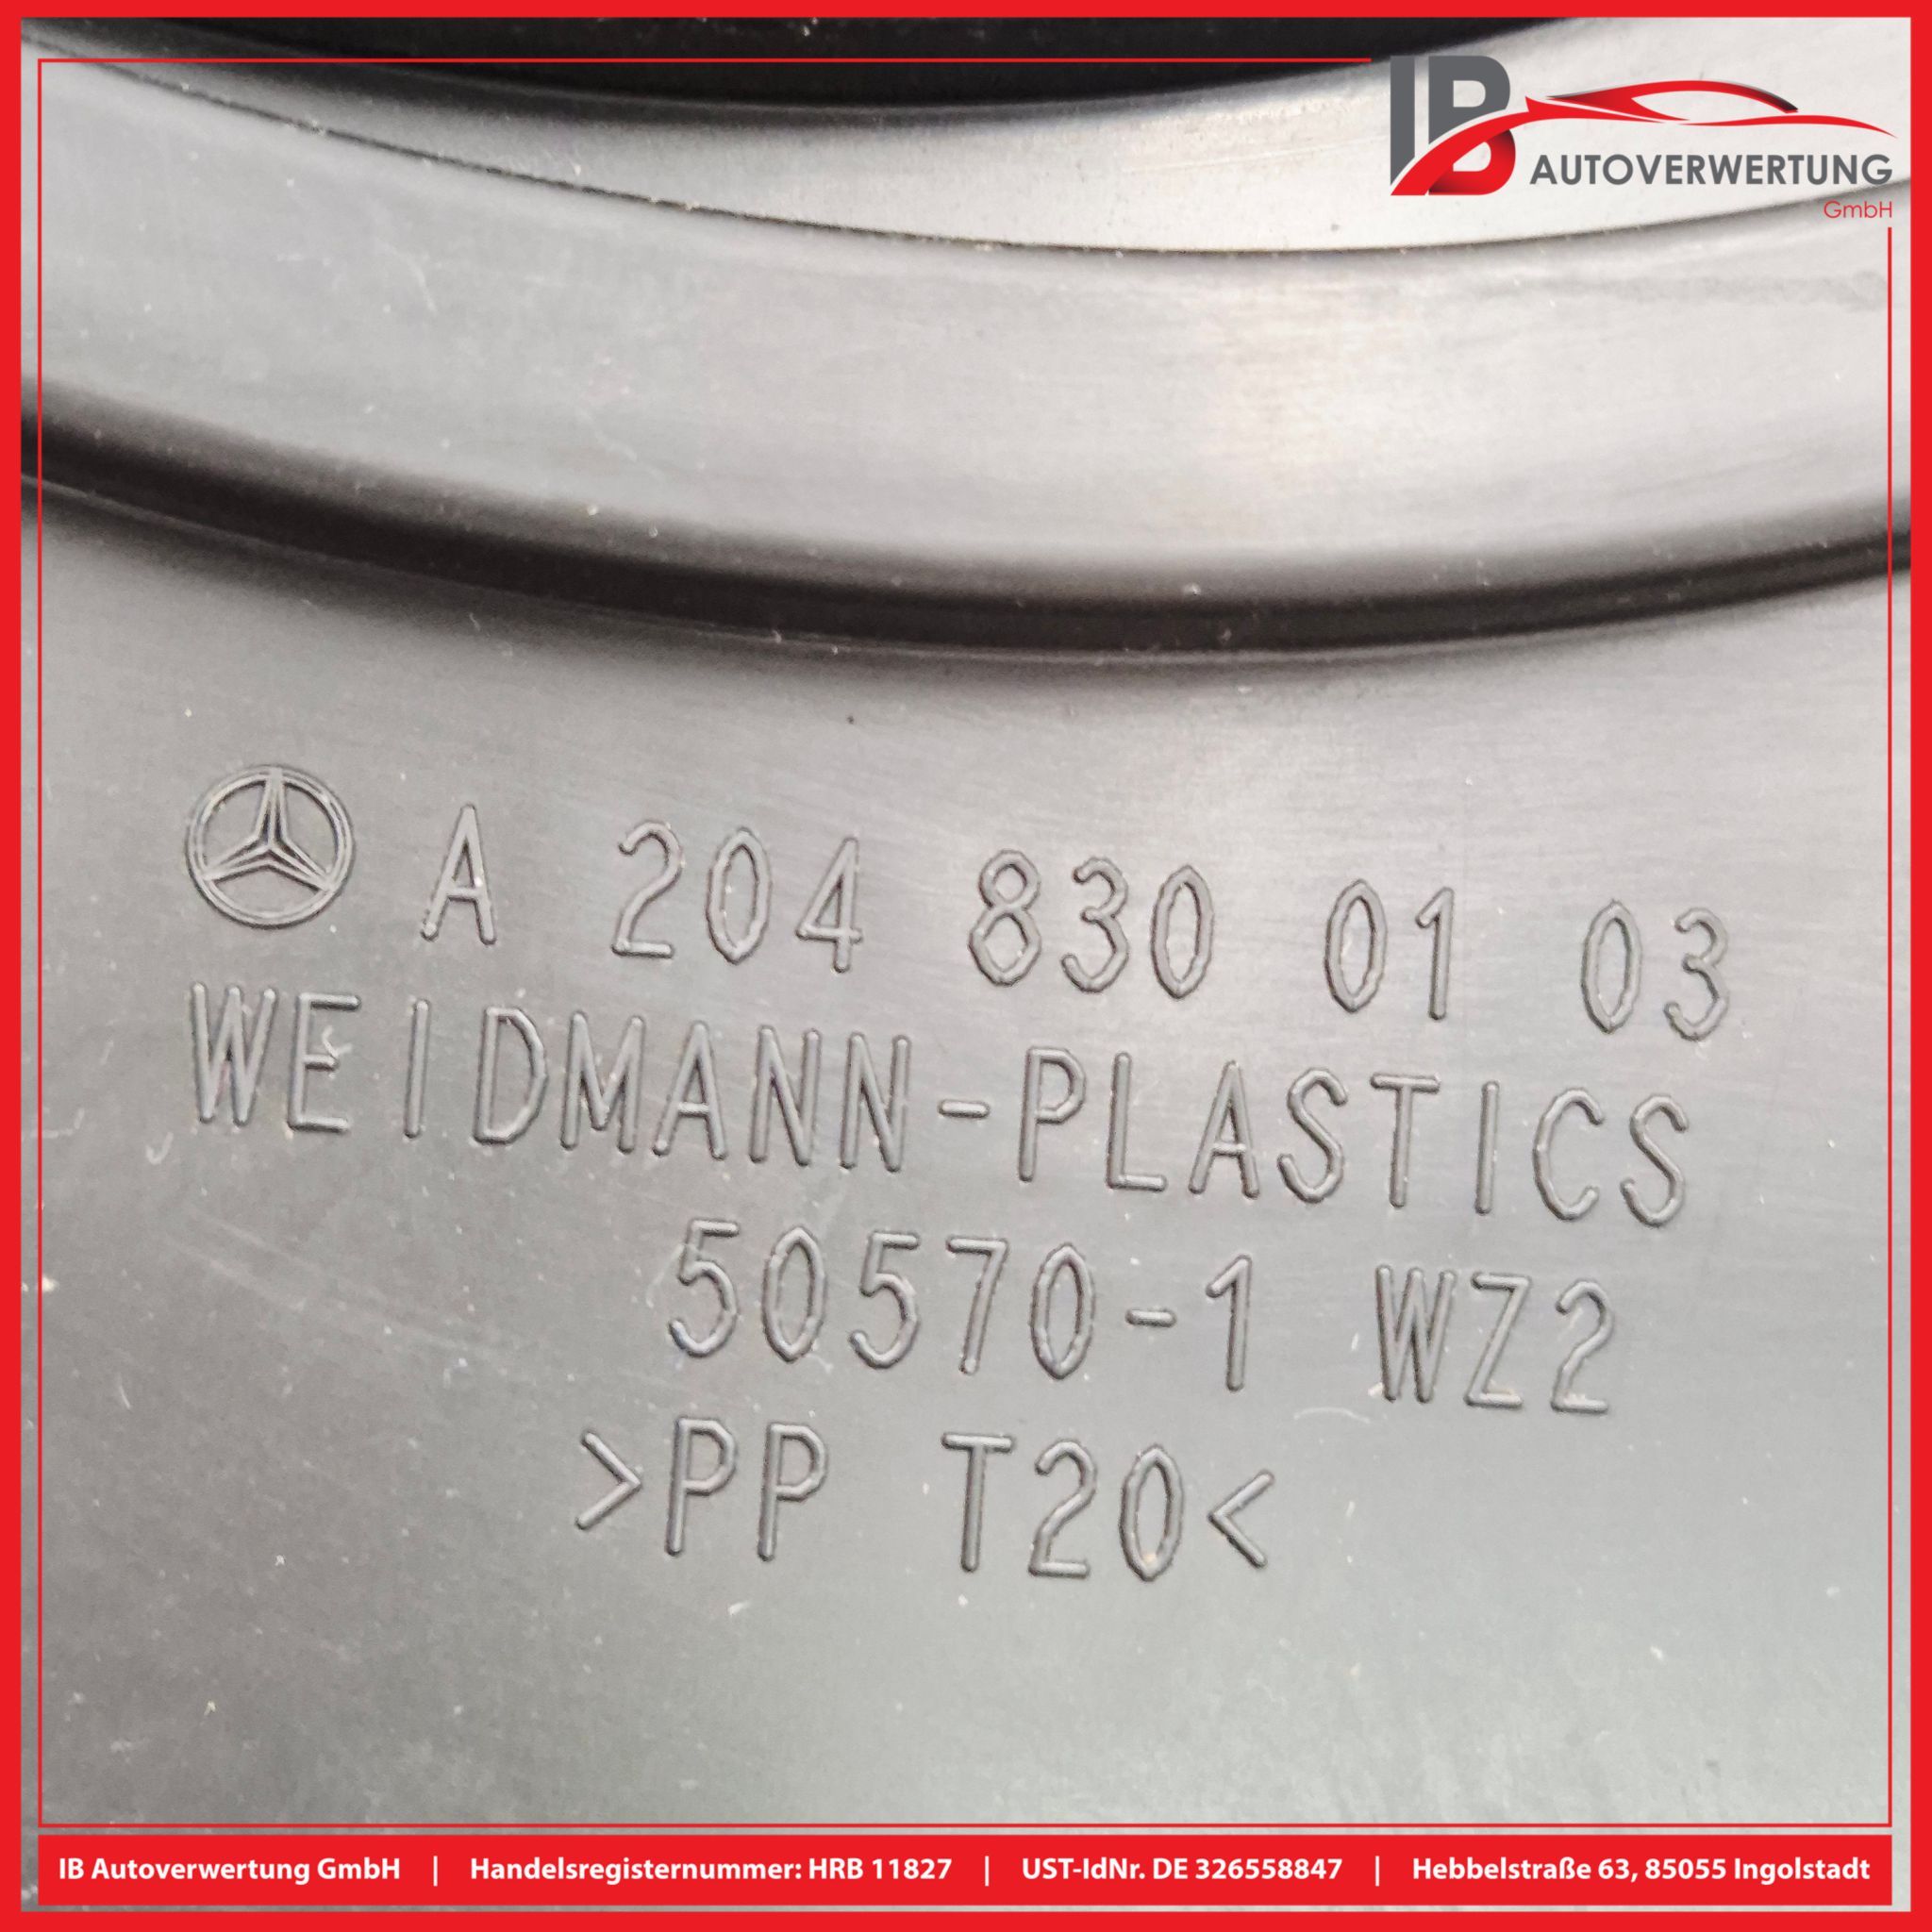 IB
AUTOVERWERTUNG
GmbH
A 204 830 01 03
WEIDMANN-PLASTICS
50570-1 WZ2
>PP T20<
IB Autoverwertung GmbH | Handelsregisternummer: HRB 11827 | UST-IdNr. DE 326558847 | Hebbelstraße 63, 85055 Ingolstadt